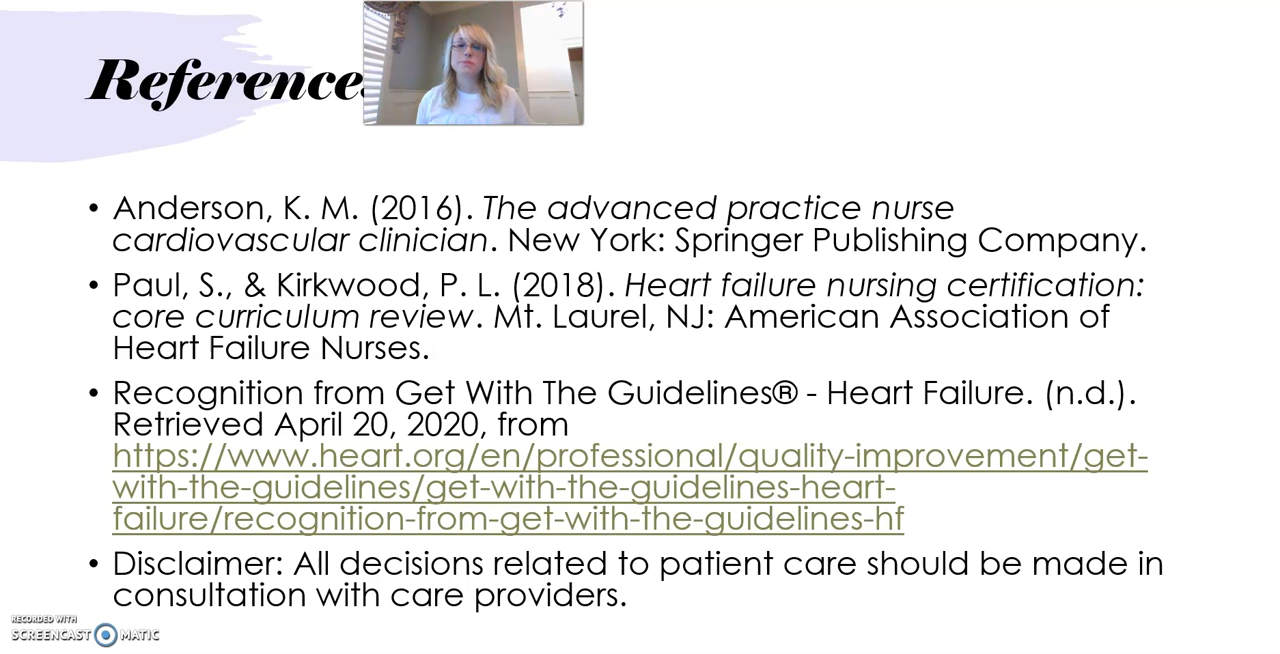 References
• Anderson, K. M. (2016). The advanced practice nurse
cardiovascular clinician. New York: Springer Publishing Company.
• Paul, S., & Kirkwood, P. L. (2018). Heart failure nursing certification:
core curriculum review. Mt. Laurel, NJ: American Association of
Heart Failure Nurses.
• Recognition from Get With The Guidelines® - Heart Failure. (n.d.).
Retrieved April 20, 2020, from
https://www.heart.org/en/professional/quality-improvement/get-
with-the-guidelines/get-with-the-guidelines-heart-
failure/recognition-from-get-with-the-guidelines-hf
• Disclaimer: All decisions related to patient care should be made in
consultation with care providers.
RECORDED WITH
SCREENCAST MATIC